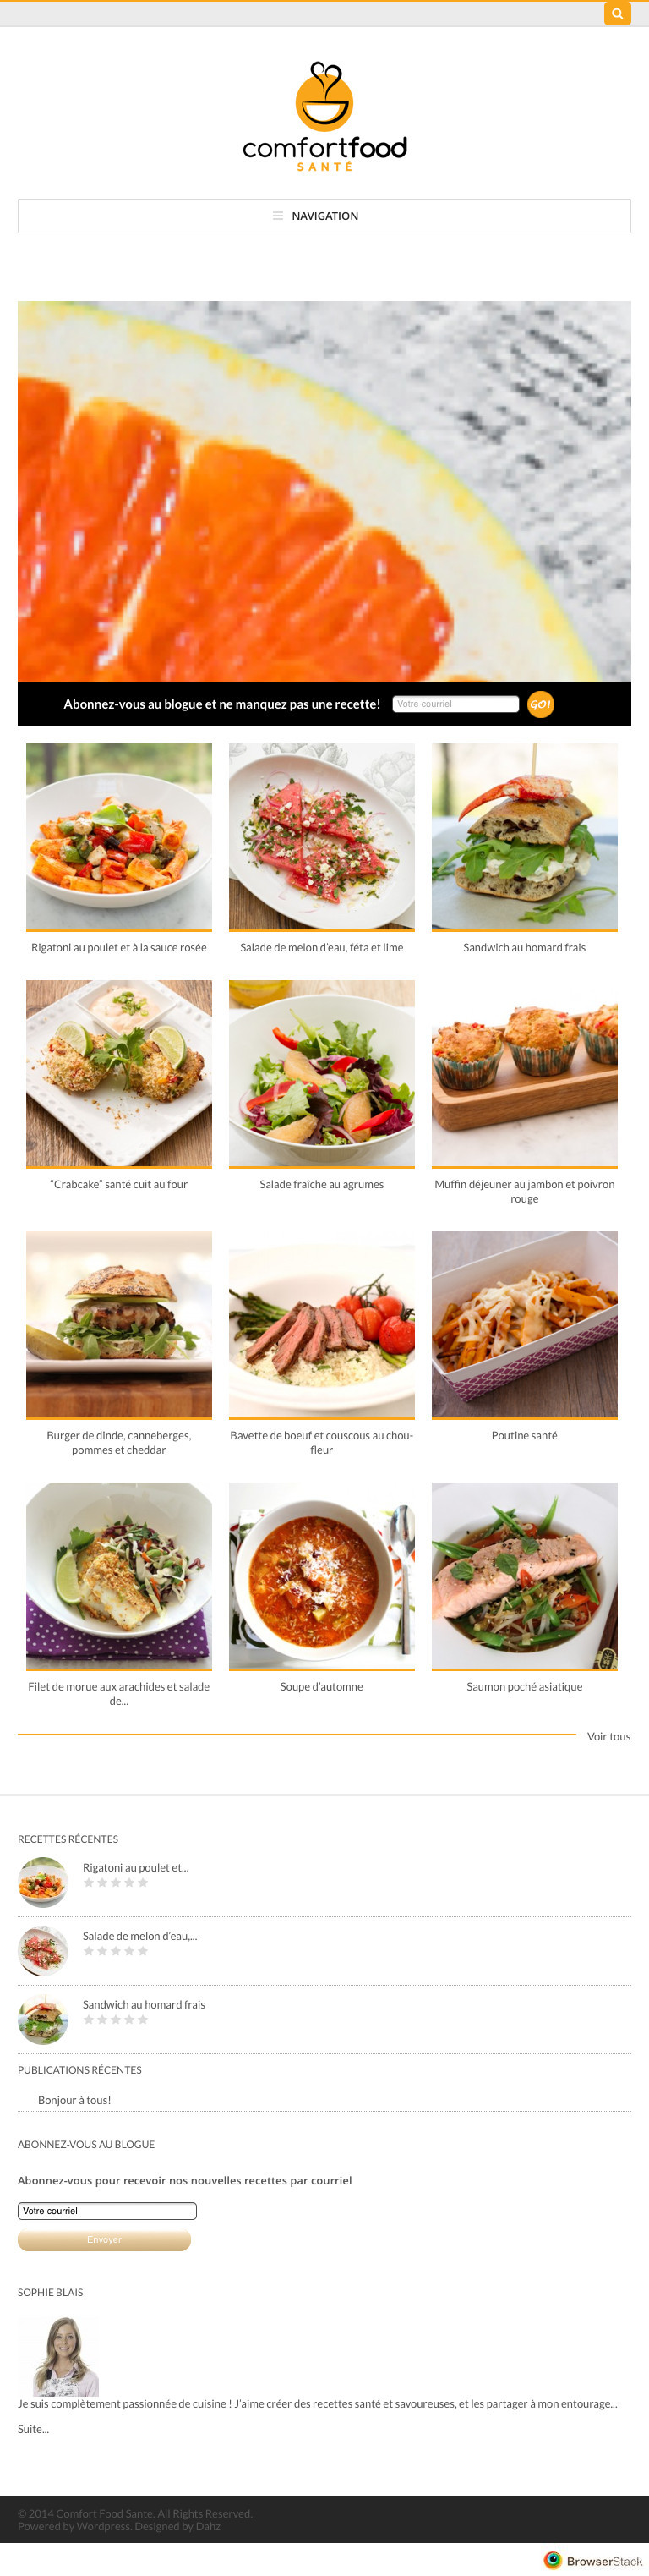 comfortfood
SANTÉ
NAVIGATION
Abonnez-vous au blogue et ne manquez pas une recette!
Votre courriel
GO!
Rigatoni au poulet et à la sauce rosée
Salade de melon d'eau, féta et lime
Sandwich au homard frais
"Crabcake" santé cuit au four
Salade fraîche au agrumes
Muffin déjeuner au jambon et poivron
rouge
Burger de dinde, canneberges,
pommes et cheddar
Bavette de boeuf et couscous au chou-
fleur
Poutine santé
Filet de morue aux arachides et salade
de...
Soupe d'automne
Saumon poché asiatique
Voir tous
RECETTES RÉCENTES
Rigatoni au poulet et...
Salade de melon d'eau,...
Sandwich au homard frais
PUBLICATIONS RÉCENTES
Bonjour à tous!
ABONNEZ-VOUS AU BLOGUE
Abonnez-vous pour recevoir nos nouvelles recettes par courriel
Votre courriel
Envoyer
SOPHIE BLAIS
Je suis complètement passionnée de cuisine ! J'aime créer des recettes santé et savoureuses, et les partager à mon entourage...
Suite...
© 2014 Comfort Food Sante. All Rights Reserved.
Powered by Wordpress. Designed by Dahz
BrowserStack